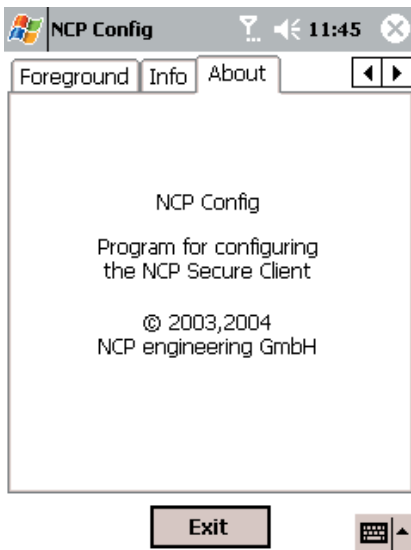 NCP Config 11:45
Foreground Info About
NCP Config
Program for configuring
the NCP Secure Client
© 2003,2004
NCP engineering GmbH
Exit